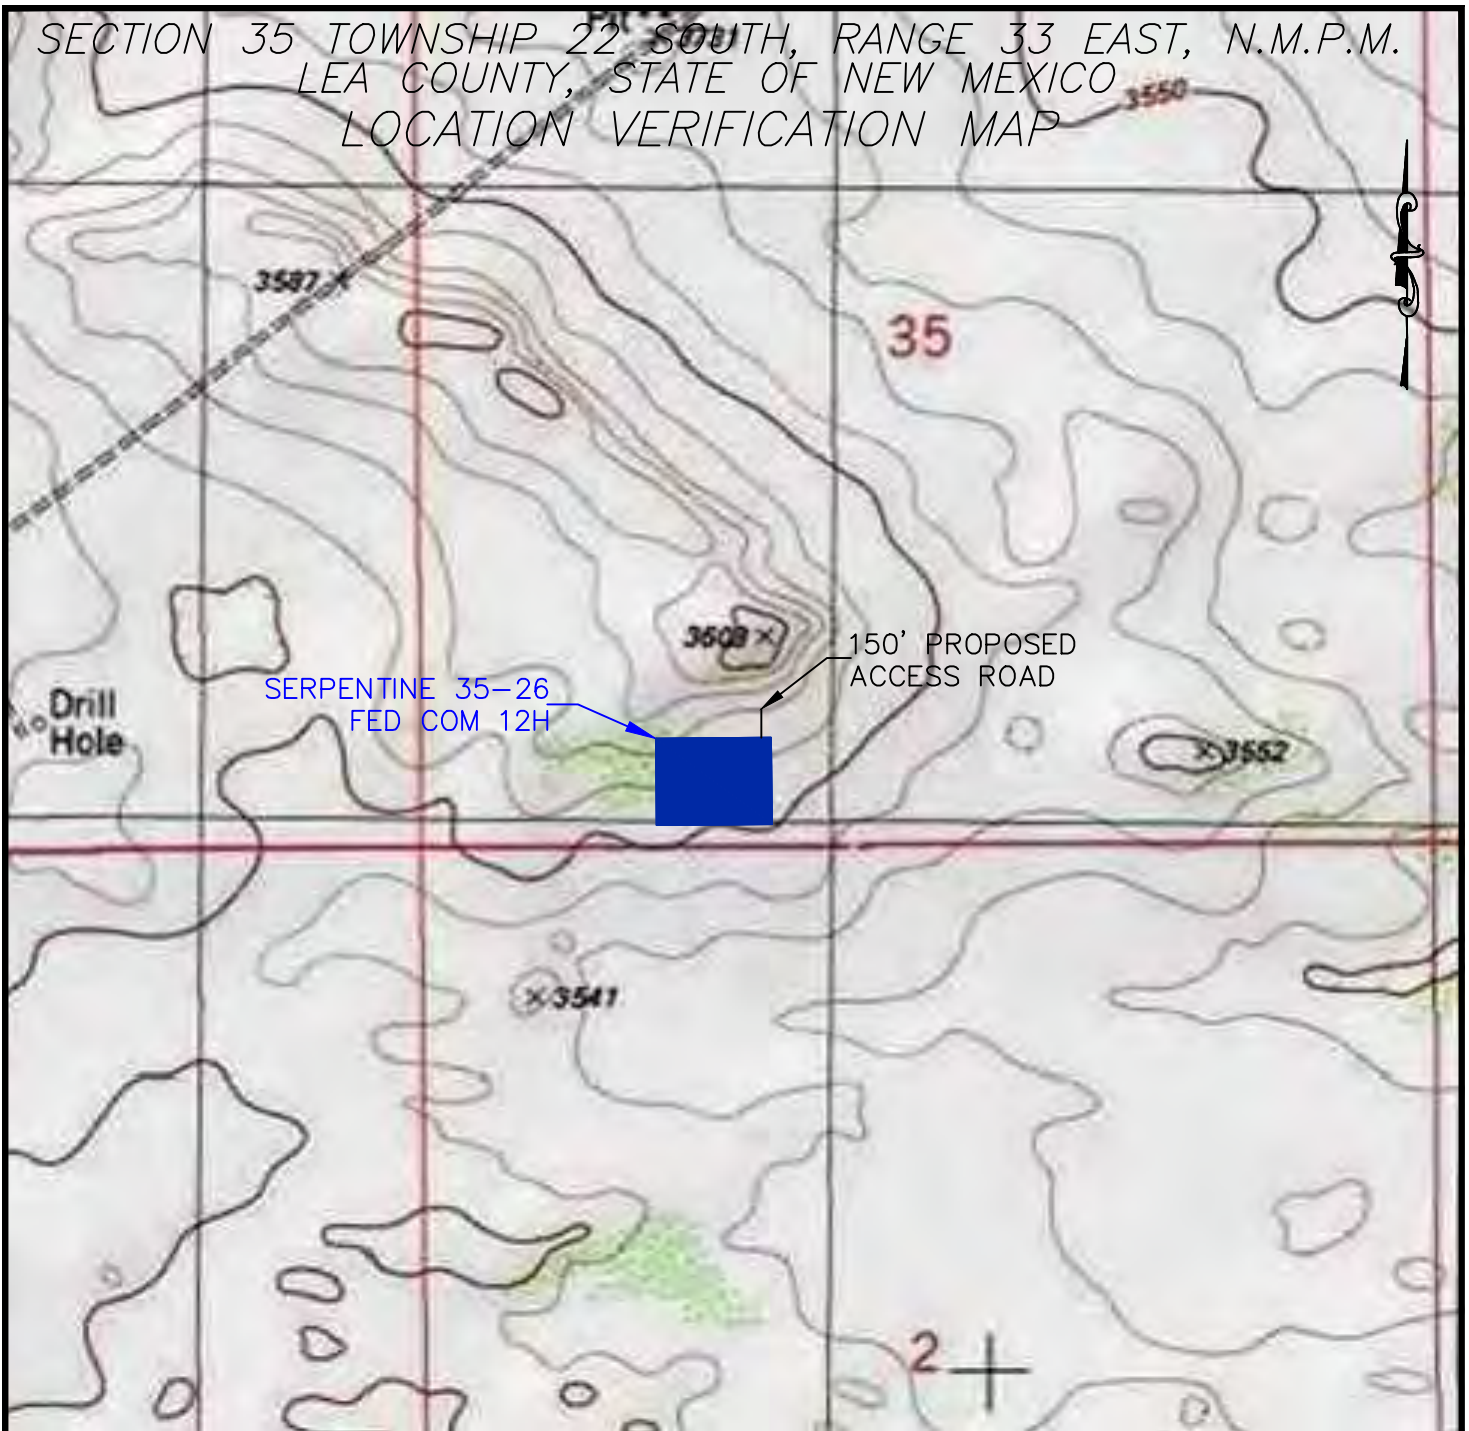 SECTION 35 TOWNSHIP 22 SOUTH, RANGE 33 EAST, N.M.P.M.
LEA COUNTY, STATE OF NEW MEXICO
LOCATION VERIFICATION MAP
3550
3587
35
3603
150' PROPOSED
ACCESS ROAD
SERPENTINE 35-26
FED COM 12H
Drill
Hole
3552
3541
2